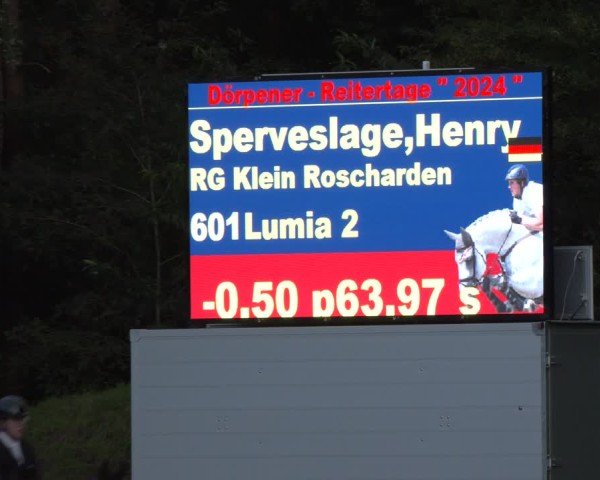 Dörpener - Reitertage " 2024 "
Sperveslage,Henry
RG Klein Roscharden
601 Lumia 2
-0.50 p63.97 s